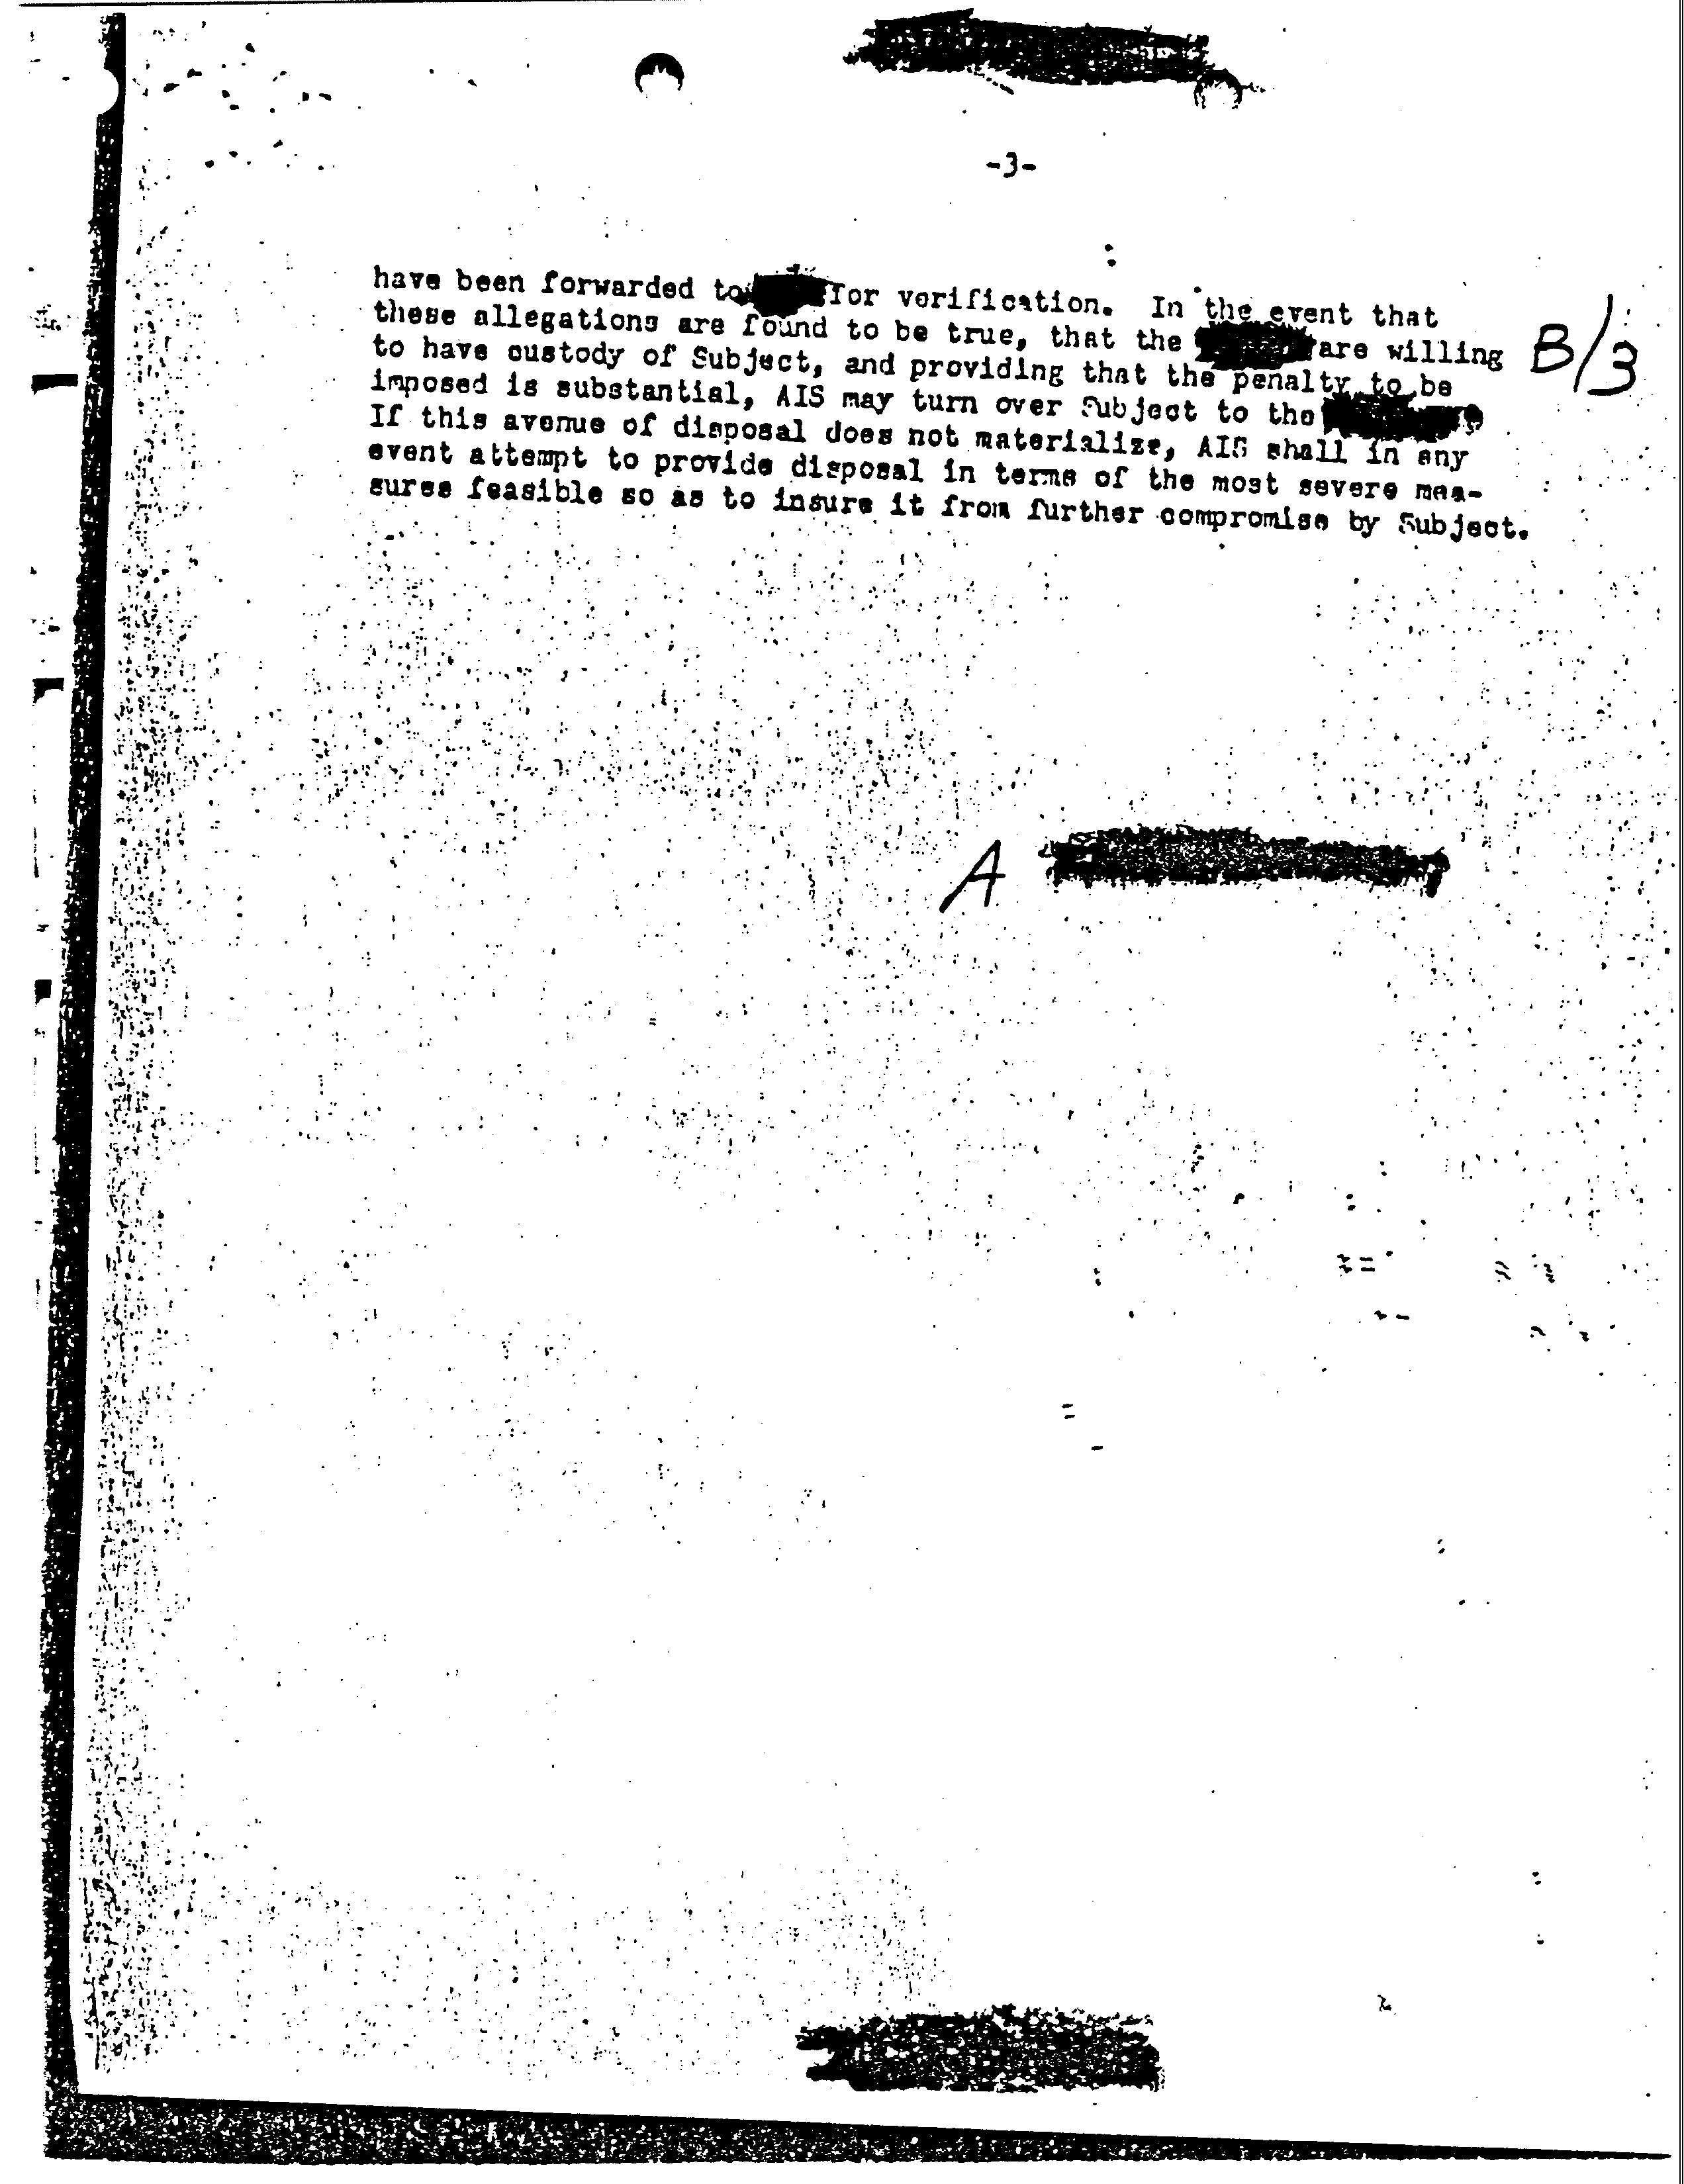 -3-
have been forwarded to for verification. In the event that
these allegations are found to be true, that the are willing B/3
to have custody of Subject, and providing that the penalty to be
imposed is substantial, AIS may turn over Subject to the
If this avenue of disposal does not materialize, AIS shall in any
event attempt to provide disposal in terms of the most severe mea-
sures feasible so as to insure it from further compromise by Subject.
A